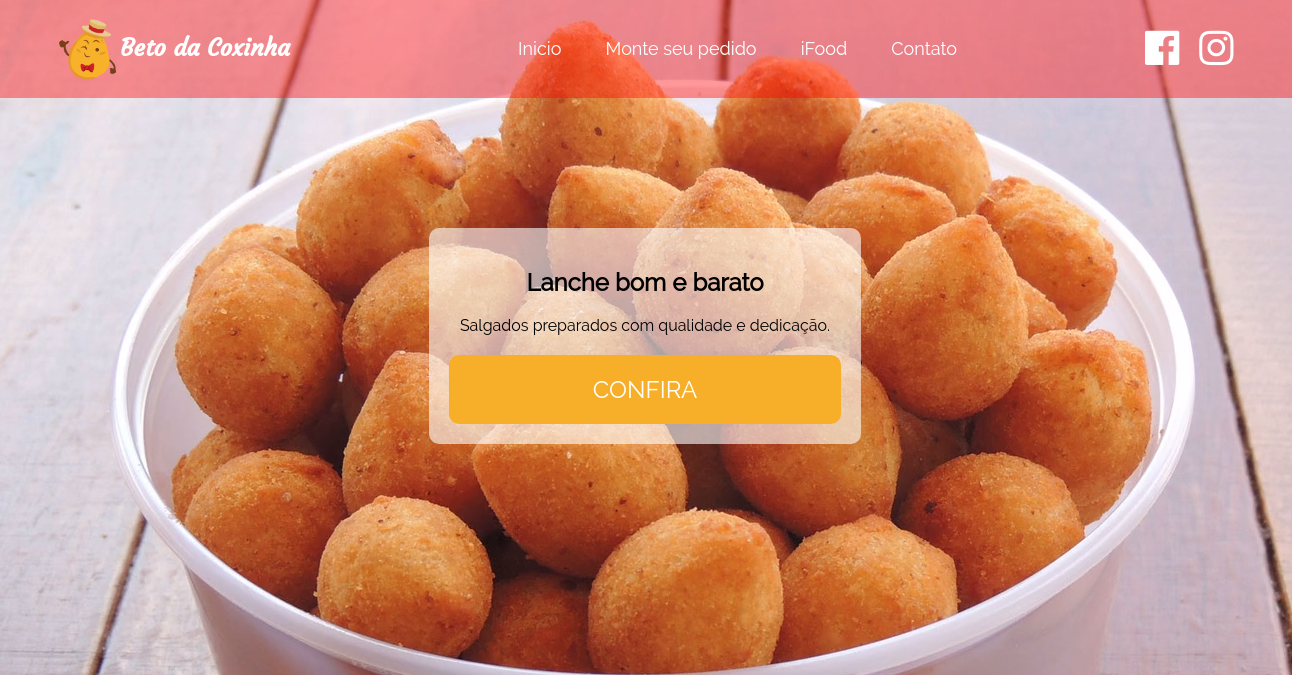 Beto da Coxinha
Inicio
Monte seu pedido
iFood
Contato
Lanche bom e barato
Salgados preparados com qualidade e dedicação.
CONFIRA